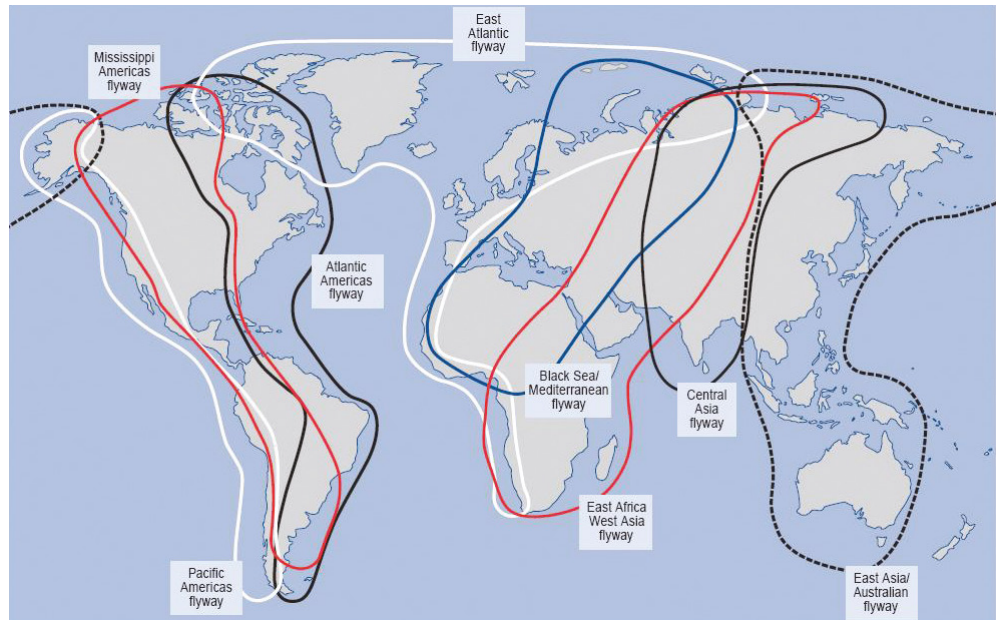 East
Atlantic
flyway
Mississippi
Americas
flyway
Atlantic
Americas
flyway
Black Sea/
Mediterranean
flyway
Central
Asia
flyway
East Africa
West Asia
flyway
Pacific
Americas
flyway
East Asia/
Australian
flyway